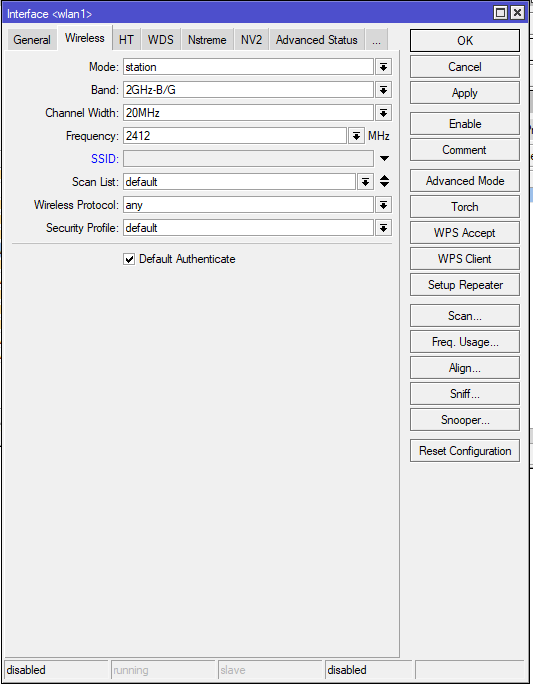 Interface <wlan1>
General Wireless HT WDS Nstreme NV2 Advanced Status ...
Mode: station
Band: 2GHz-B/G
Channel Width: 20MHz
Frequency: 2412 MHz
SSID:
Scan List: default
Wireless Protocol: any
Security Profile: default
Default Authenticate
OK
Cancel
Apply
Enable
Comment
Advanced Mode
Torch
WPS Accept
WPS Client
Setup Repeater
Scan...
Freq. Usage...
Align...
Sniff...
Snooper...
Reset Configuration
disabled running slave disabled